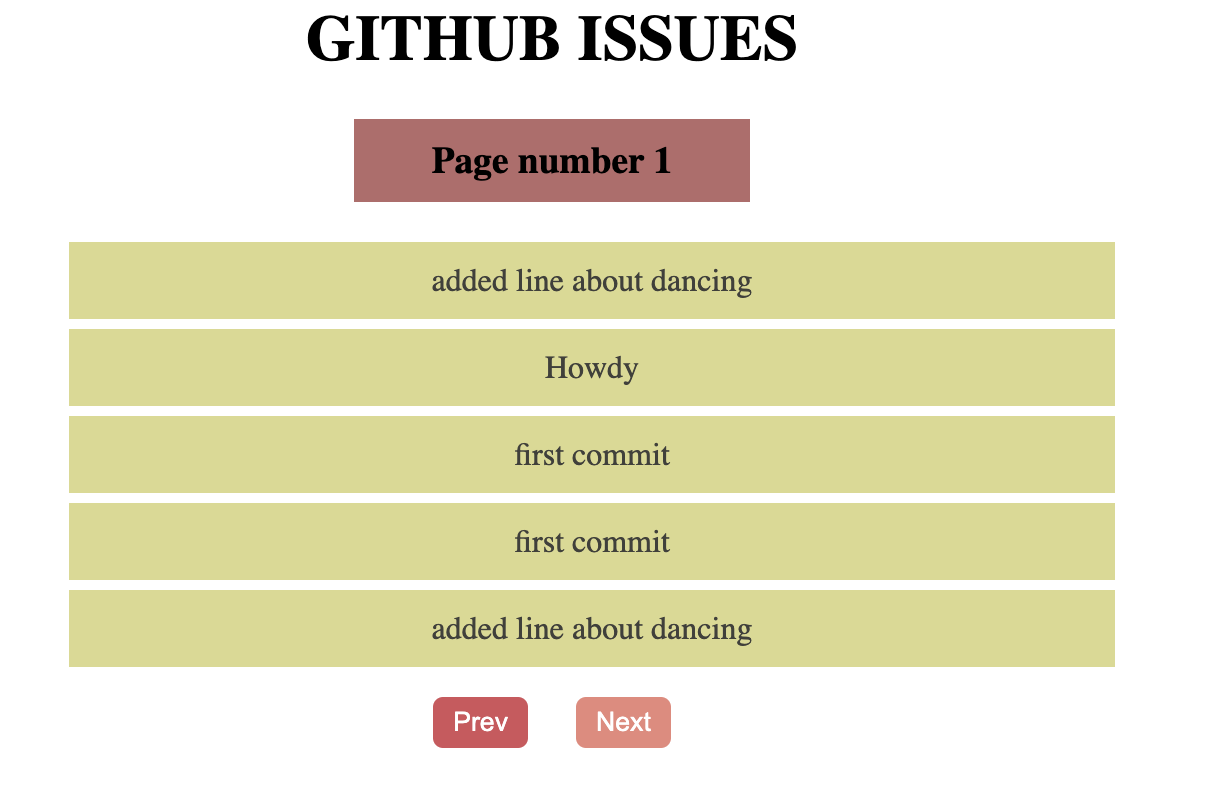 GITHUB ISSUES
Page number 1
added line about dancing
Howdy
first commit
first commit
added line about dancing
Prev Next